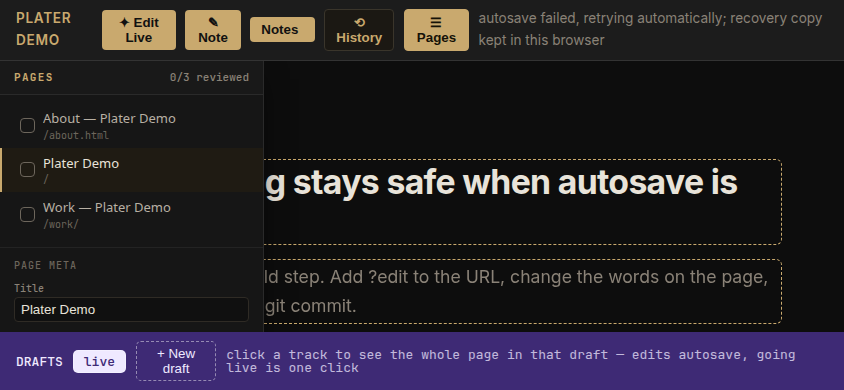 PLATER DEMO
✦ Edit Live
✎ Note
Notes
⟲ History
☰ Pages
autosave failed, retrying automatically; recovery copy
kept in this browser
PAGES
0/3 reviewed
About — Plater Demo
/about.html
Plater Demo
/
Work — Plater Demo
/work/
PAGE META
Title
Plater Demo
g stays safe when autosave is
ld step. Add ?edit to the URL, change the words on the page,
git commit.
DRAFTS
live
+ New draft
click a track to see the whole page in that draft — edits autosave, going
live is one click